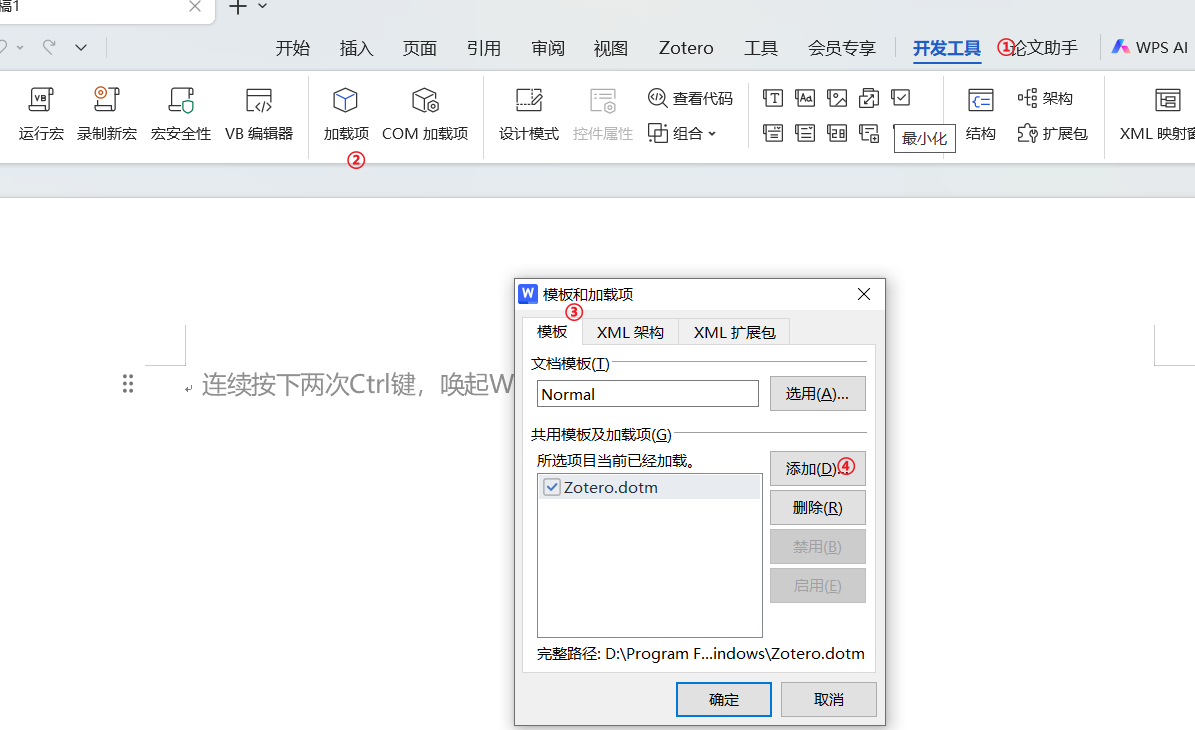 稿1
开始 插入 页面 引用 审阅 视图 Zotero 工具 会员专享 开发工具 ①论文助手 WPS AI
查看代码 架构
运行宏 录制新宏 宏安全性 VB 编辑器 加载项 COM 加载项 设计模式 控件属性 组合 最小化 结构 扩展包 XML 映射窗
②
模板和加载项
③
模板 XML 架构 XML 扩展包
文档模板(T)
连续按下两次Ctrl键，唤起W
Normal 选用(A)...
共用模板及加载项(G)
所选项目当前已经加载。
添加(D)...④
Zotero.dotm
删除(R)
禁用(B)
启用(E)
完整路径: D:\Program F...indows\Zotero.dotm
确定 取消